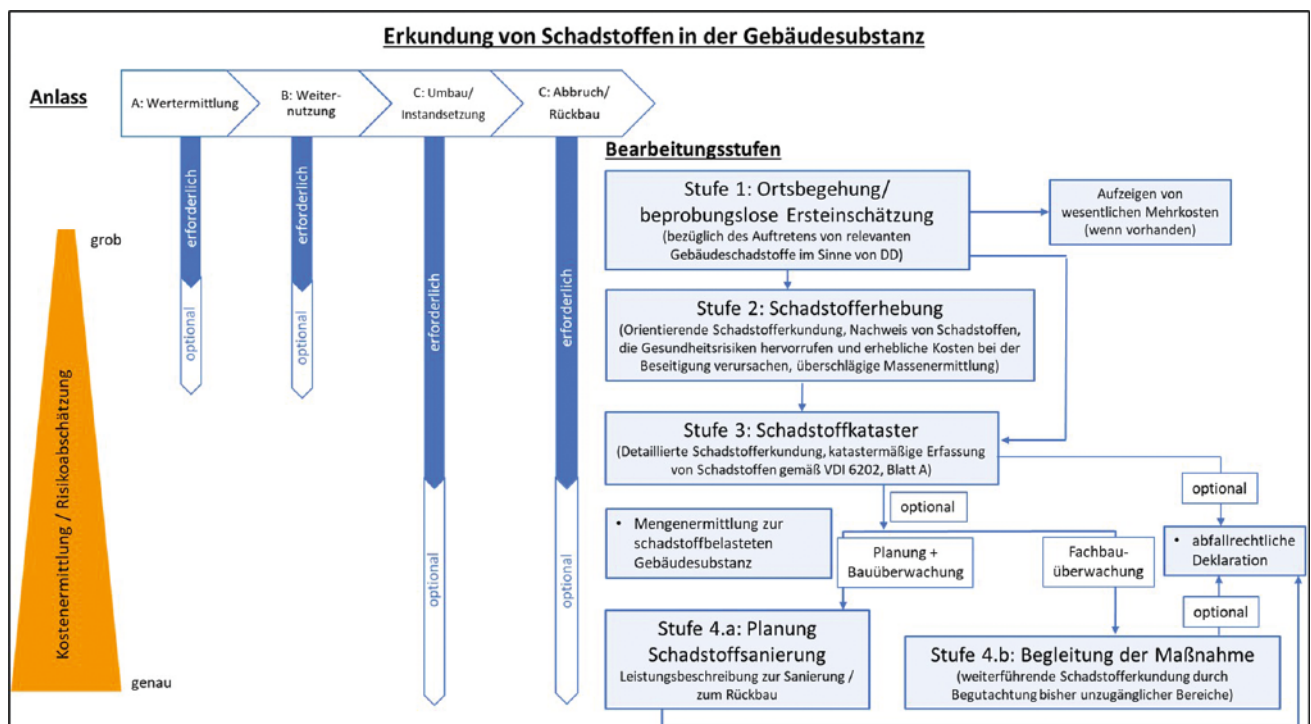 Erkundung von Schadstoffen in der Gebäudesubstanz
Anlass
A: Wertermittlung
B: Weiter-
nutzung
C: Umbau/
Instandsetzung
C: Abbruch/
Rückbau
erforderlich
optional
erforderlich
optional
erforderlich
optional
erforderlich
optional
grob
Kostenermittlung / Risikoabschätzung
genau
Bearbeitungsstufen
Stufe 1: Ortsbegehung/
beprobungslose Ersteinschätzung
(bezüglich des Auftretens von relevanten
Gebäudeschadstoffe im Sinne von DD)
Aufzeigen von
wesentlichen Mehrkosten
(wenn vorhanden)
Stufe 2: Schadstofferhebung
(Orientierende Schadstofferkundung, Nachweis von Schadstoffen,
die Gesundheitsrisiken hervorrufen und erhebliche Kosten bei der
Beseitigung verursachen, überschlägige Massenermittlung)
Stufe 3: Schadstoffkataster
(Detaillierte Schadstofferkundung, katastermäßige Erfassung
von Schadstoffen gemäß VDI 6202, Blatt A)
optional
optional
• Mengenermittlung zur
schadstoffbelasteten
Gebäudesubstanz
Planung +
Bauüberwachung
Fachbau-
überwachung
• abfallrechtliche
Deklaration
optional
Stufe 4.a: Planung
Schadstoffsanierung
Leistungsbeschreibung zur Sanierung /
zum Rückbau
Stufe 4.b: Begleitung der Maßnahme
(weiterführende Schadstofferkundung durch
Begutachtung bisher unzugänglicher Bereiche)